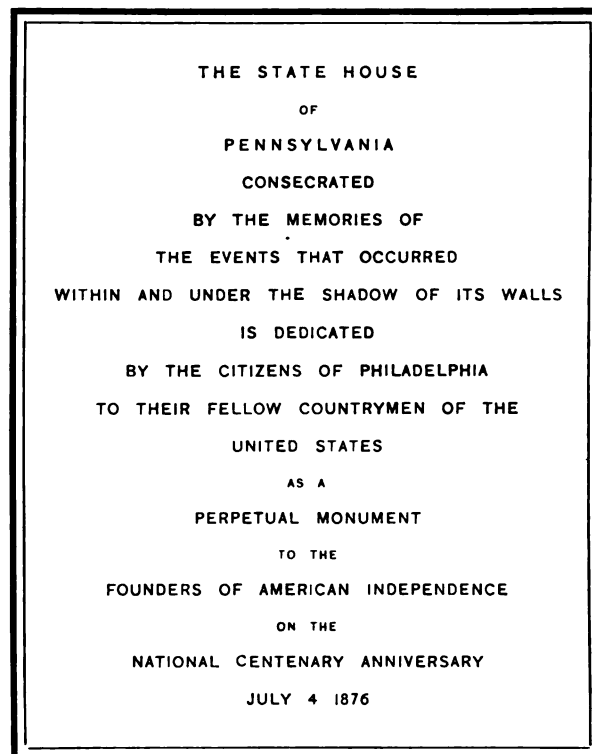 THE STATE HOUSE
OF
PENNSYLVANIA
CONSECRATED
BY THE MEMORIES OF
THE EVENTS THAT OCCURRED
WITHIN AND UNDER THE SHADOW OF ITS WALLS
IS DEDICATED
BY THE CITIZENS OF PHILADELPHIA
TO THEIR FELLOW COUNTRYMEN OF THE
UNITED STATES
AS A
PERPETUAL MONUMENT
TO THE
FOUNDERS OF AMERICAN INDEPENDENCE
ON THE
NATIONAL CENTENARY ANNIVERSARY
JULY 4 1876